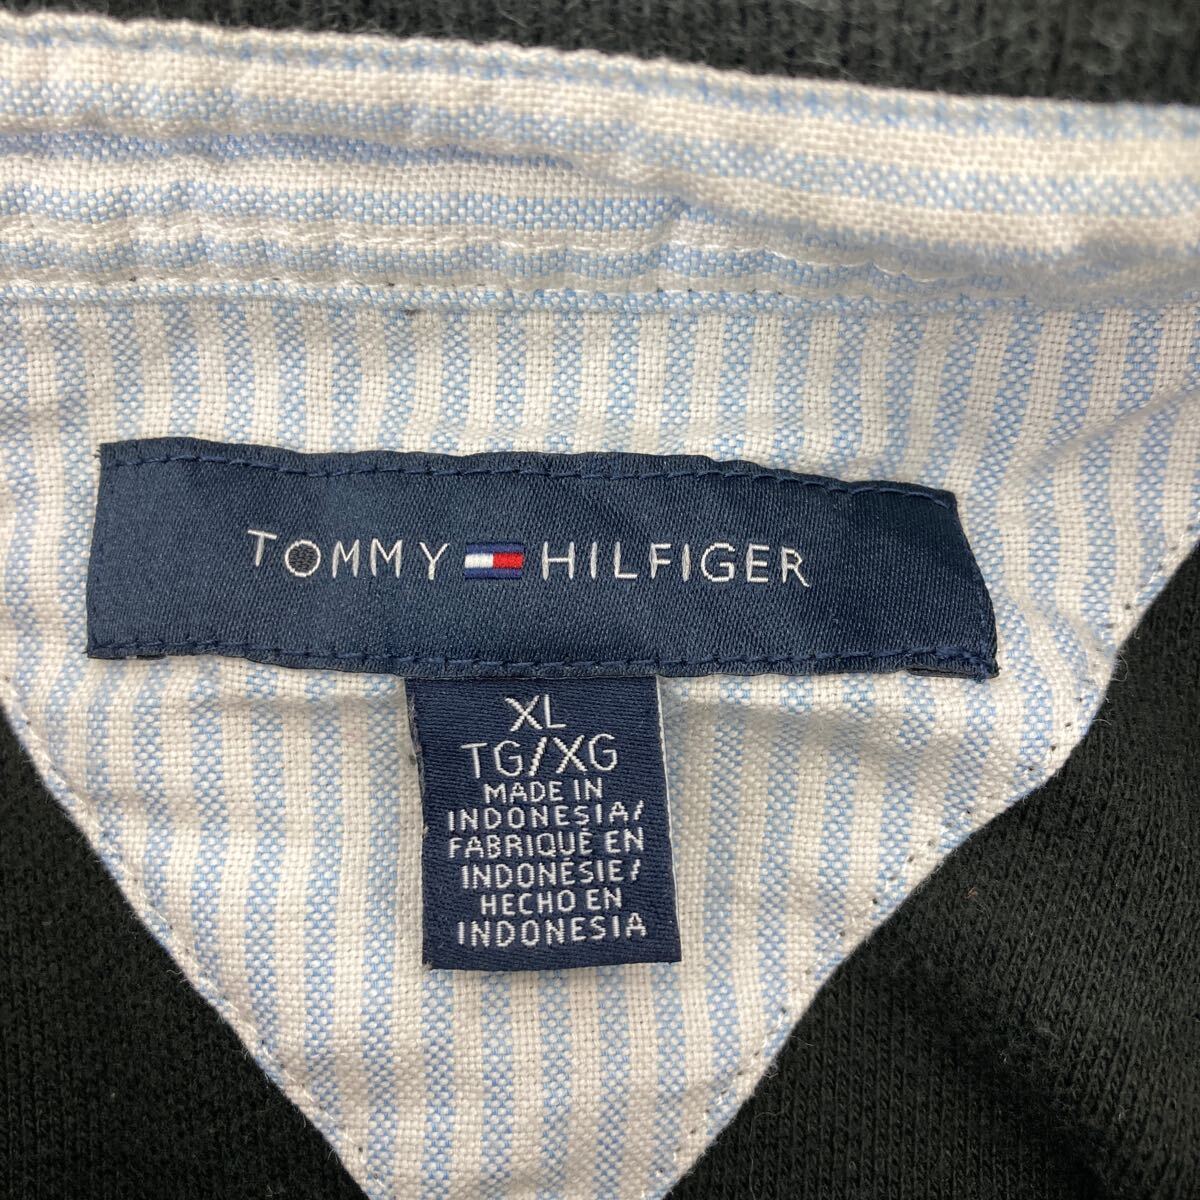 TOMMY HILFIGER
XL
TG/XG
MADE IN
INDONESIA/
FABRIQUÉ EN
INDONÉSIE/
HECHO EN
INDONESIA